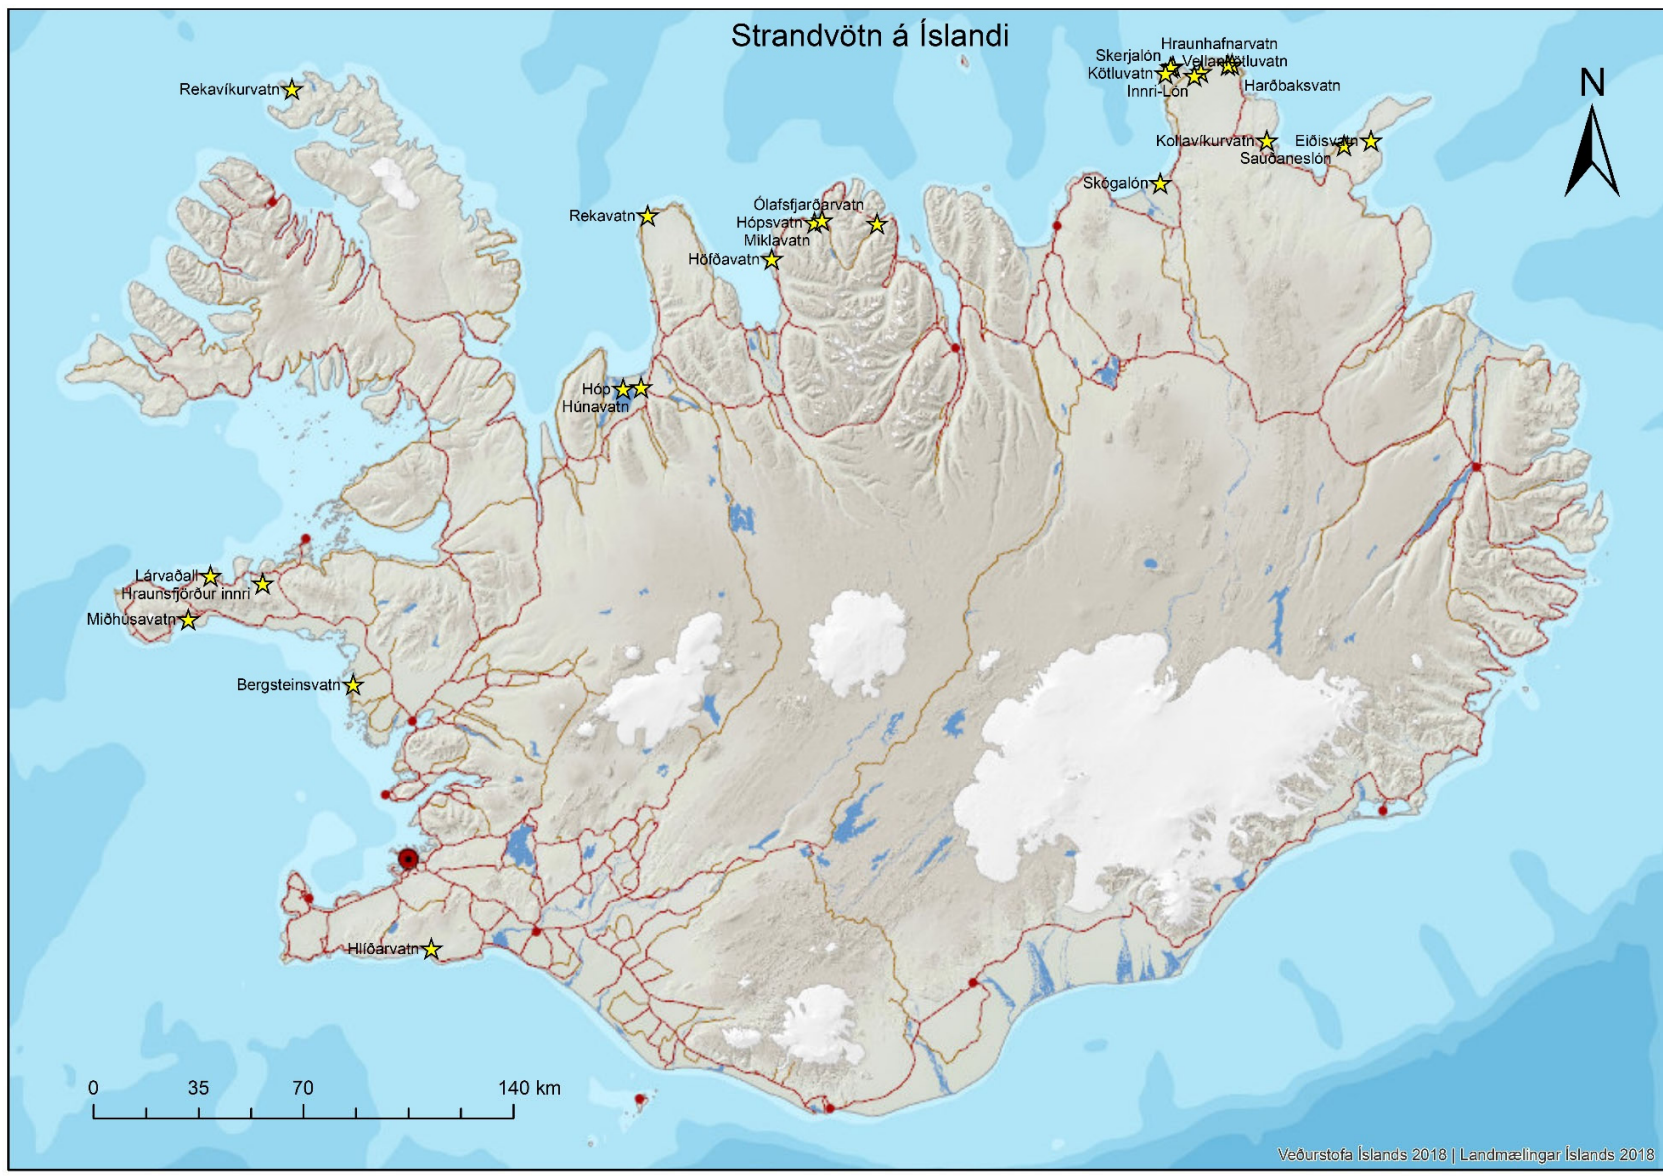 Strandvötn á Íslandi
Hraunhafnarvatn
Skerjalón
Kötluvatn
Innri-Lón
Harðbaksvatn
N
Rekavíkurvatn
Kollavíkurvatn
Eiðisvatn
Sauðaneslón
Skógalón
Rekavatn
Ólafsfjarðarvatn
Hópsvatn
Miklavatn
Höfðavatn
Hóp
Húnavatn
Lárvaðall
Hraunsfjörður innri
Miðhúsavatn
Bergsteinsvatn
Hlíðarvatn
0 35 70 140 km
Veðurstofa Íslands 2018 | Landmælingar Íslands 2018